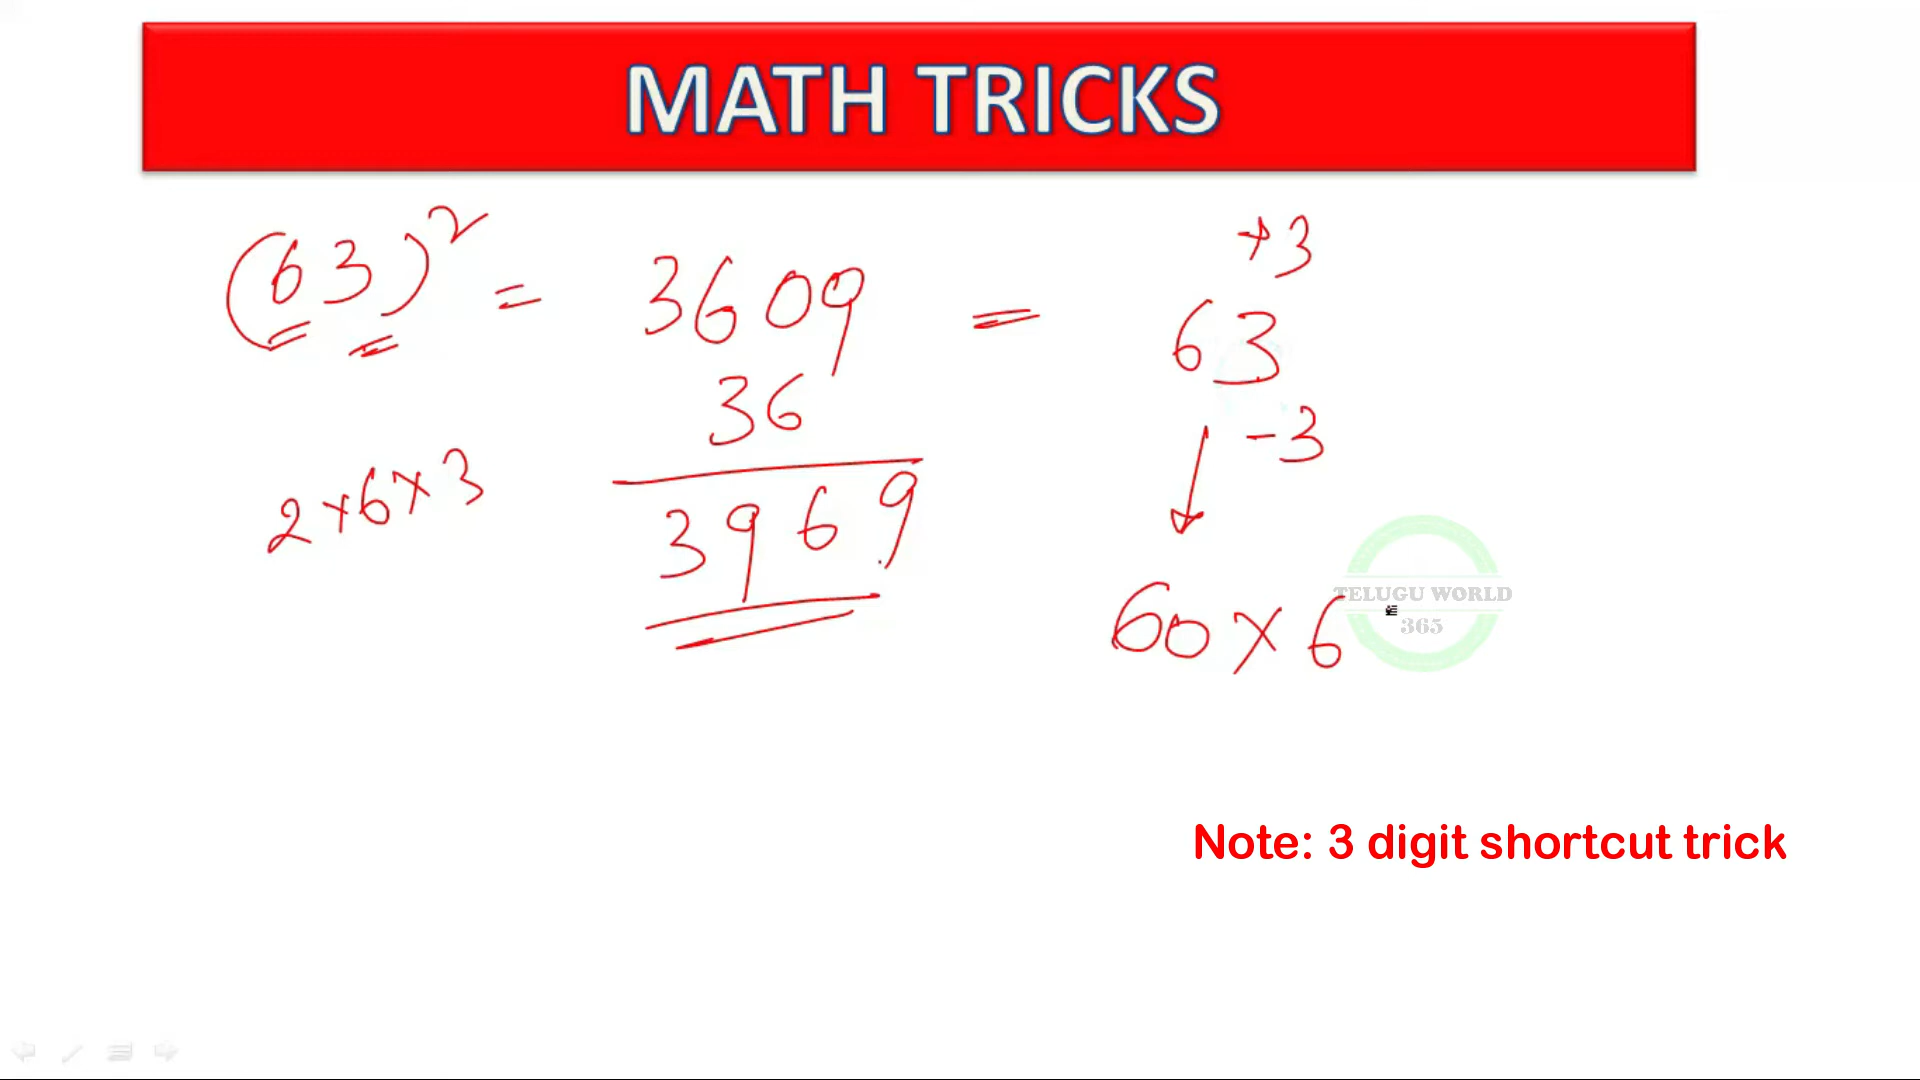 MATH TRICKS
(63)² = 3609 = 63
+3
36
-3
2×6×3
3969
60×6
TELUGU WORLD
365
Note: 3 digit shortcut trick